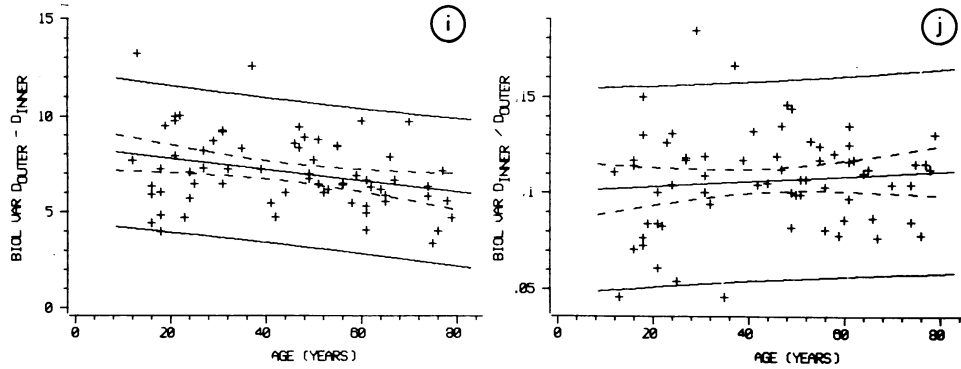 15
10
5
0
BIOL VAR DOUTER - DINNER
0 20 40 60 80
AGE (YEARS)
i
.15
.10
.05
BIOL VAR DINNER / DOUTER
0 20 40 60 80
AGE (YEARS)
j